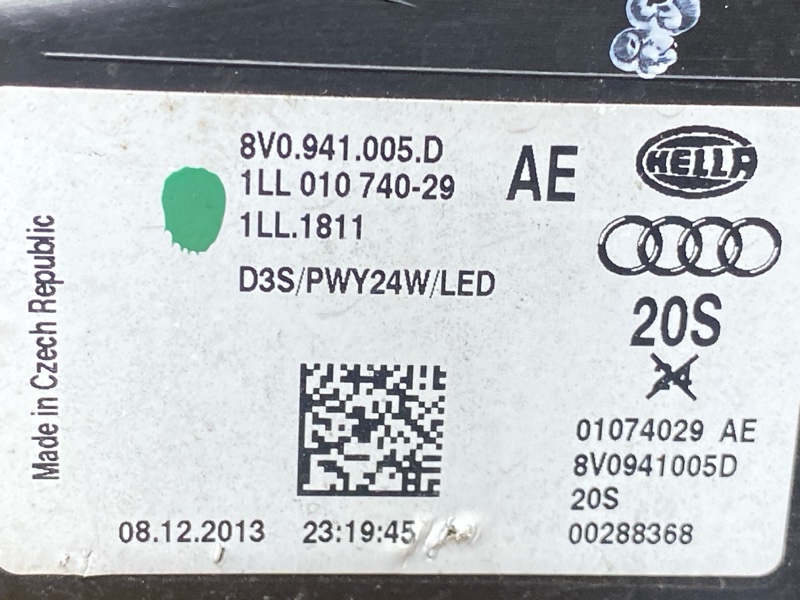 8V0.941.005.D
1LL 010 740-29
1LL.1811
AE
HELLA
D3S/PWY24W/LED
20S
Made in Czech Republic
01074029 AE
8V0941005D
20S
00288368
08.12.2013 23:19:45